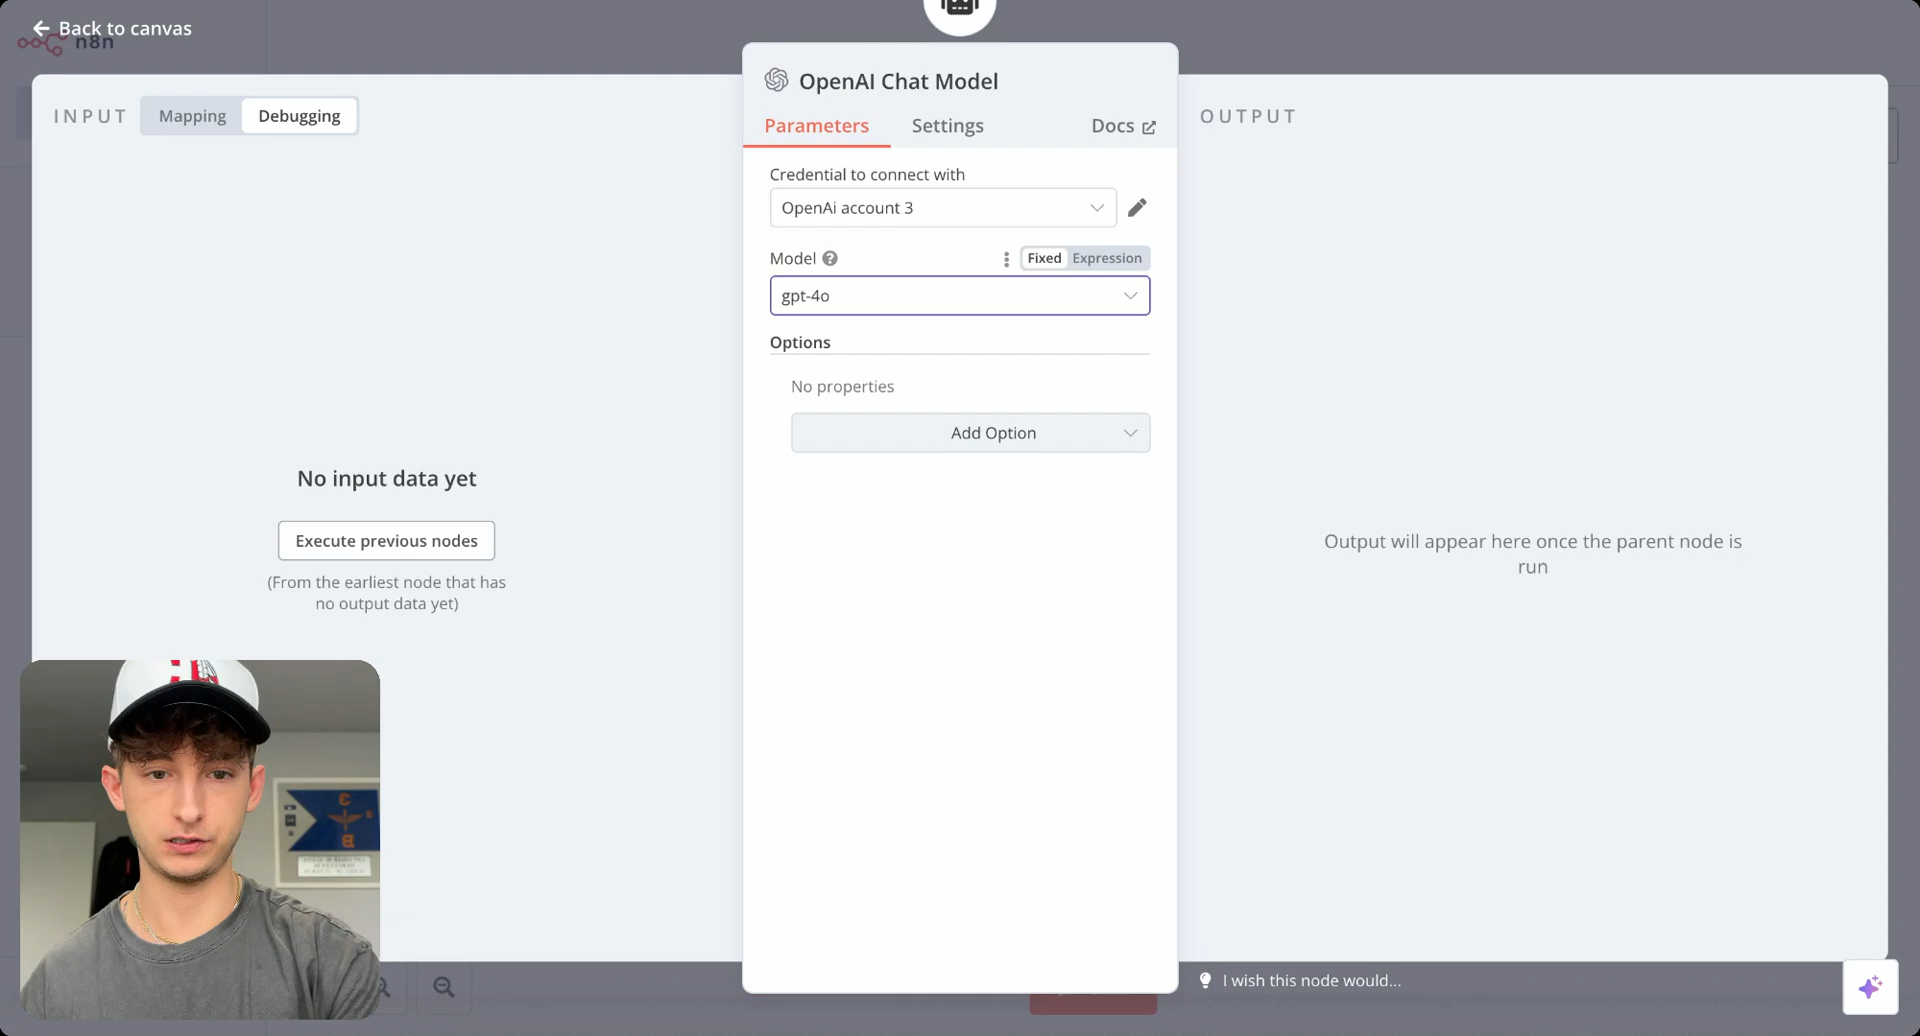 Back to canvas
n8n
INPUT
Mapping
Debugging
OpenAI Chat Model
Parameters
Settings
Docs
OUTPUT
Credential to connect with
OpenAi account 3
Model
Fixed
Expression
gpt-4o
Options
No properties
Add Option
No input data yet
Execute previous nodes
(From the earliest node that has
no output data yet)
Output will appear here once the parent node is
run
I wish this node would...